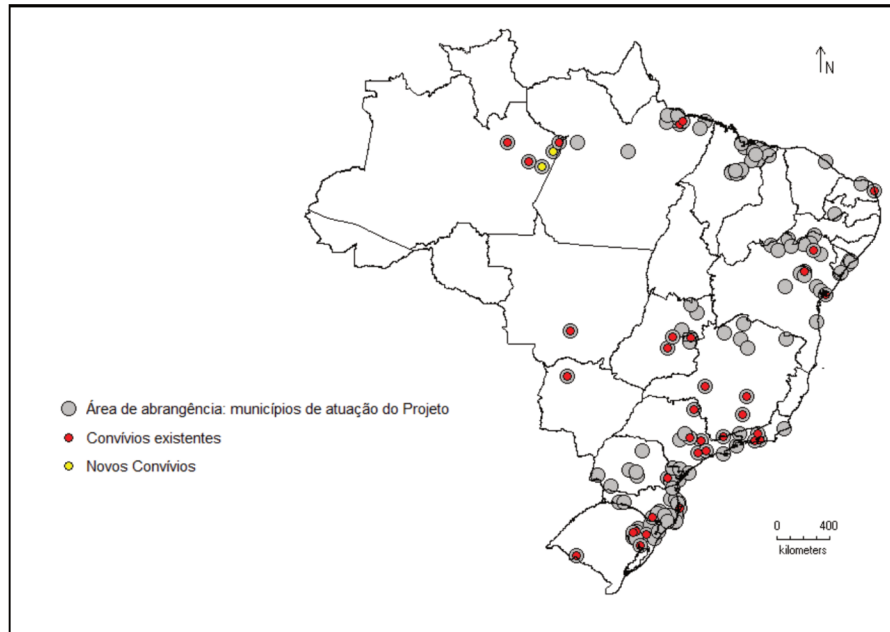 N
Área de abrangência: municípios de atuação do Projeto
Convívios existentes
Novos Convívios
0 400
kilometers